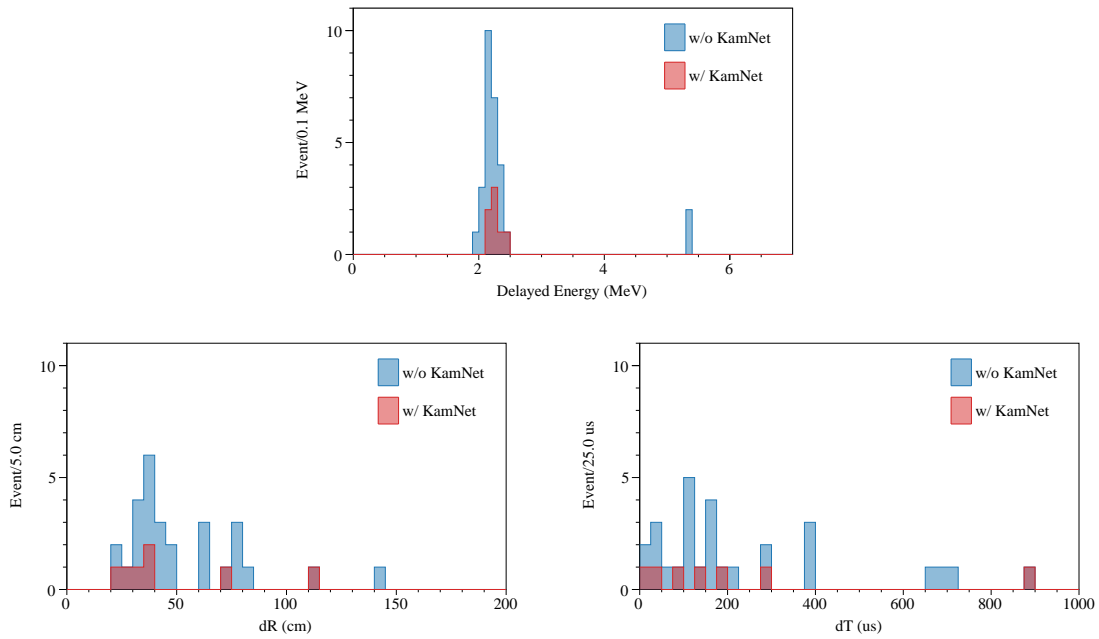 10
5
0
Event/0.1 MeV
w/o KamNet
w/ KamNet
0 2 4 6
Delayed Energy (MeV)
10
5
0
Event/5.0 cm
w/o KamNet
w/ KamNet
0 50 100 150 200
dR (cm)
10
5
0
Event/25.0 us
w/o KamNet
w/ KamNet
0 200 400 600 800 1000
dT (us)